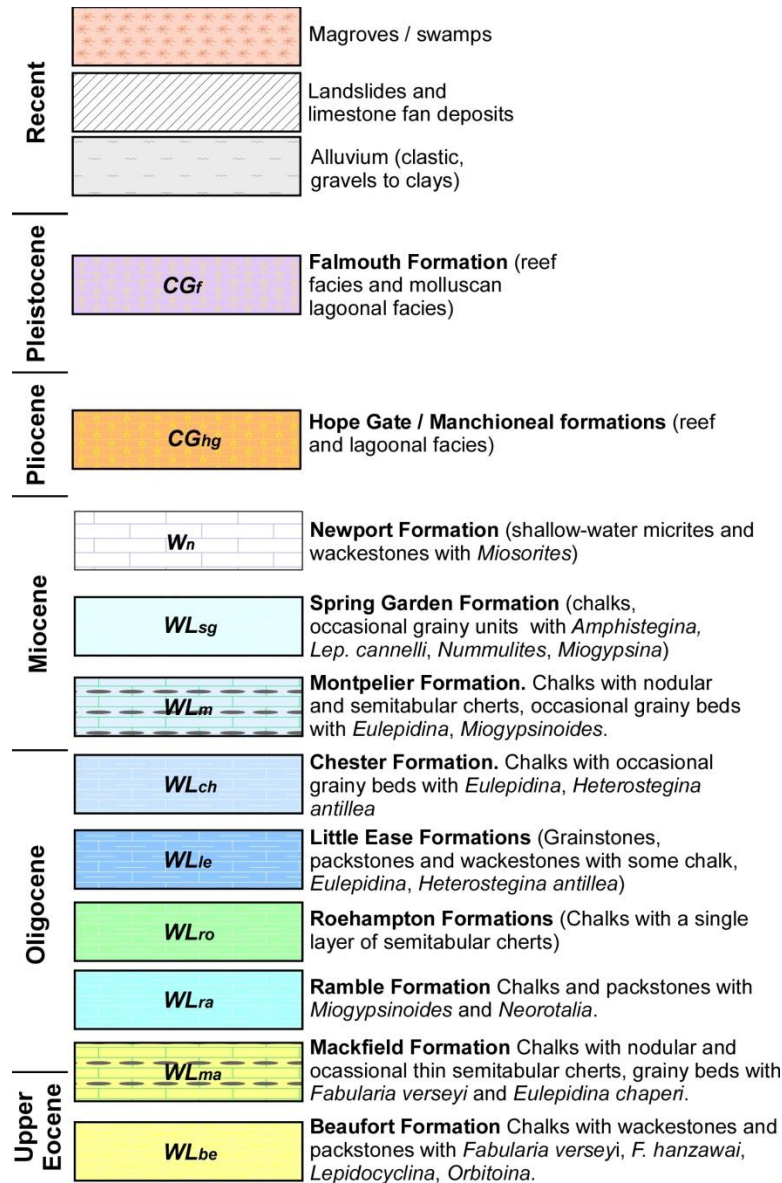 Recent
Magroves / swamps
Landslides and
limestone fan deposits
Alluvium (clastic,
gravels to clays)
Pleistocene
CGf
Falmouth Formation (reef
facies and molluscan
lagoonal facies)
Pliocene
CGhg
Hope Gate / Manchioneal formations (reef
and lagoonal facies)
Miocene
Wn
Newport Formation (shallow-water micrites and
wackestones with Miosorites)
WLsg
Spring Garden Formation (chalks,
occasional grainy units with Amphistegina,
Lep. cannelli, Nummulites, Miogypsina)
WLm
Montpelier Formation. Chalks with nodular
and semitabular cherts, occasional grainy beds
with Eulepidina, Miogypsinoides.
Oligocene
WLch
Chester Formation. Chalks with occasional
grainy beds with Eulepidina, Heterostegina
antillea
WLle
Little Ease Formations (Grainstones,
packstones and wackestones with some chalk,
Eulepidina, Heterostegina antillea)
WLro
Roehampton Formations (Chalks with a single
layer of semitabular cherts)
WLra
Ramble Formation Chalks and packstones with
Miogypsinoides and Neorotalia.
WLma
Mackfield Formation Chalks with nodular and
ocassional thin semitabular cherts, grainy beds with
Fabularia verseyi and Eulepidina chaperi.
Upper
Eocene
WLbe
Beaufort Formation Chalks with wackestones and
packstones with Fabularia verseyi, F. hanzawai,
Lepidocyclina, Orbitoina.